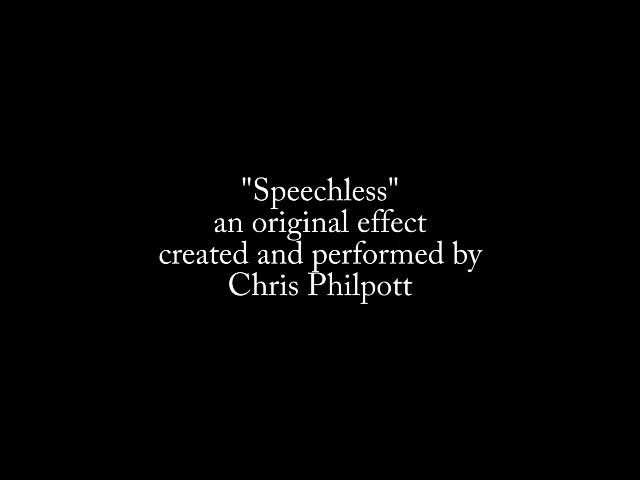 "Speechless"
an original effect
created and performed by
Chris Philpott